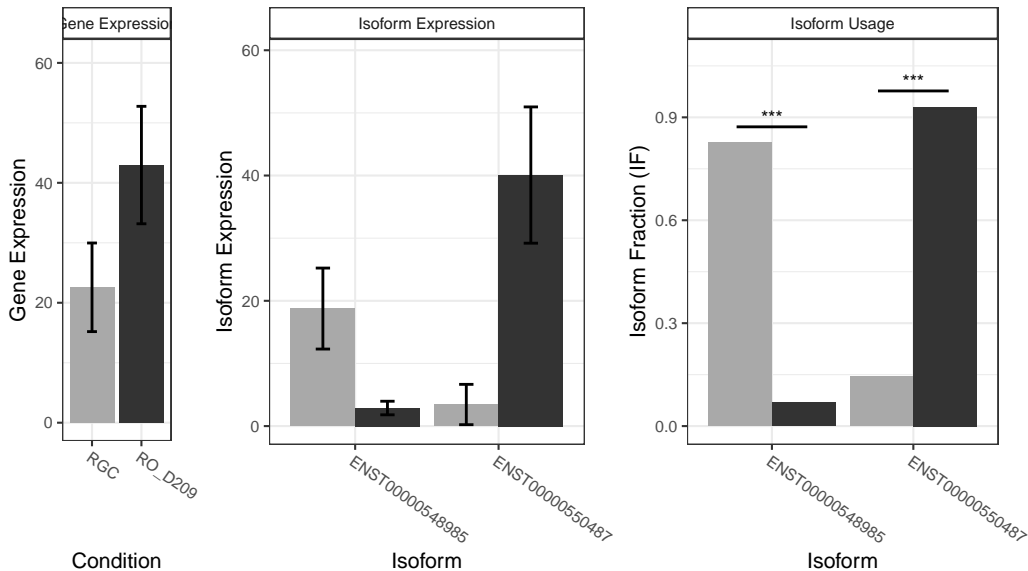 Gene Expression
Gene Expression
60
40
20
0
RGC
RO_D209
Condition
Isoform Expression
Isoform Expression
60
40
20
0
ENST00000548985
ENST00000550487
Isoform
Isoform Usage
Isoform Fraction (IF)
0.9
0.6
0.3
0.0
***
***
ENST00000548985
ENST00000550487
Isoform